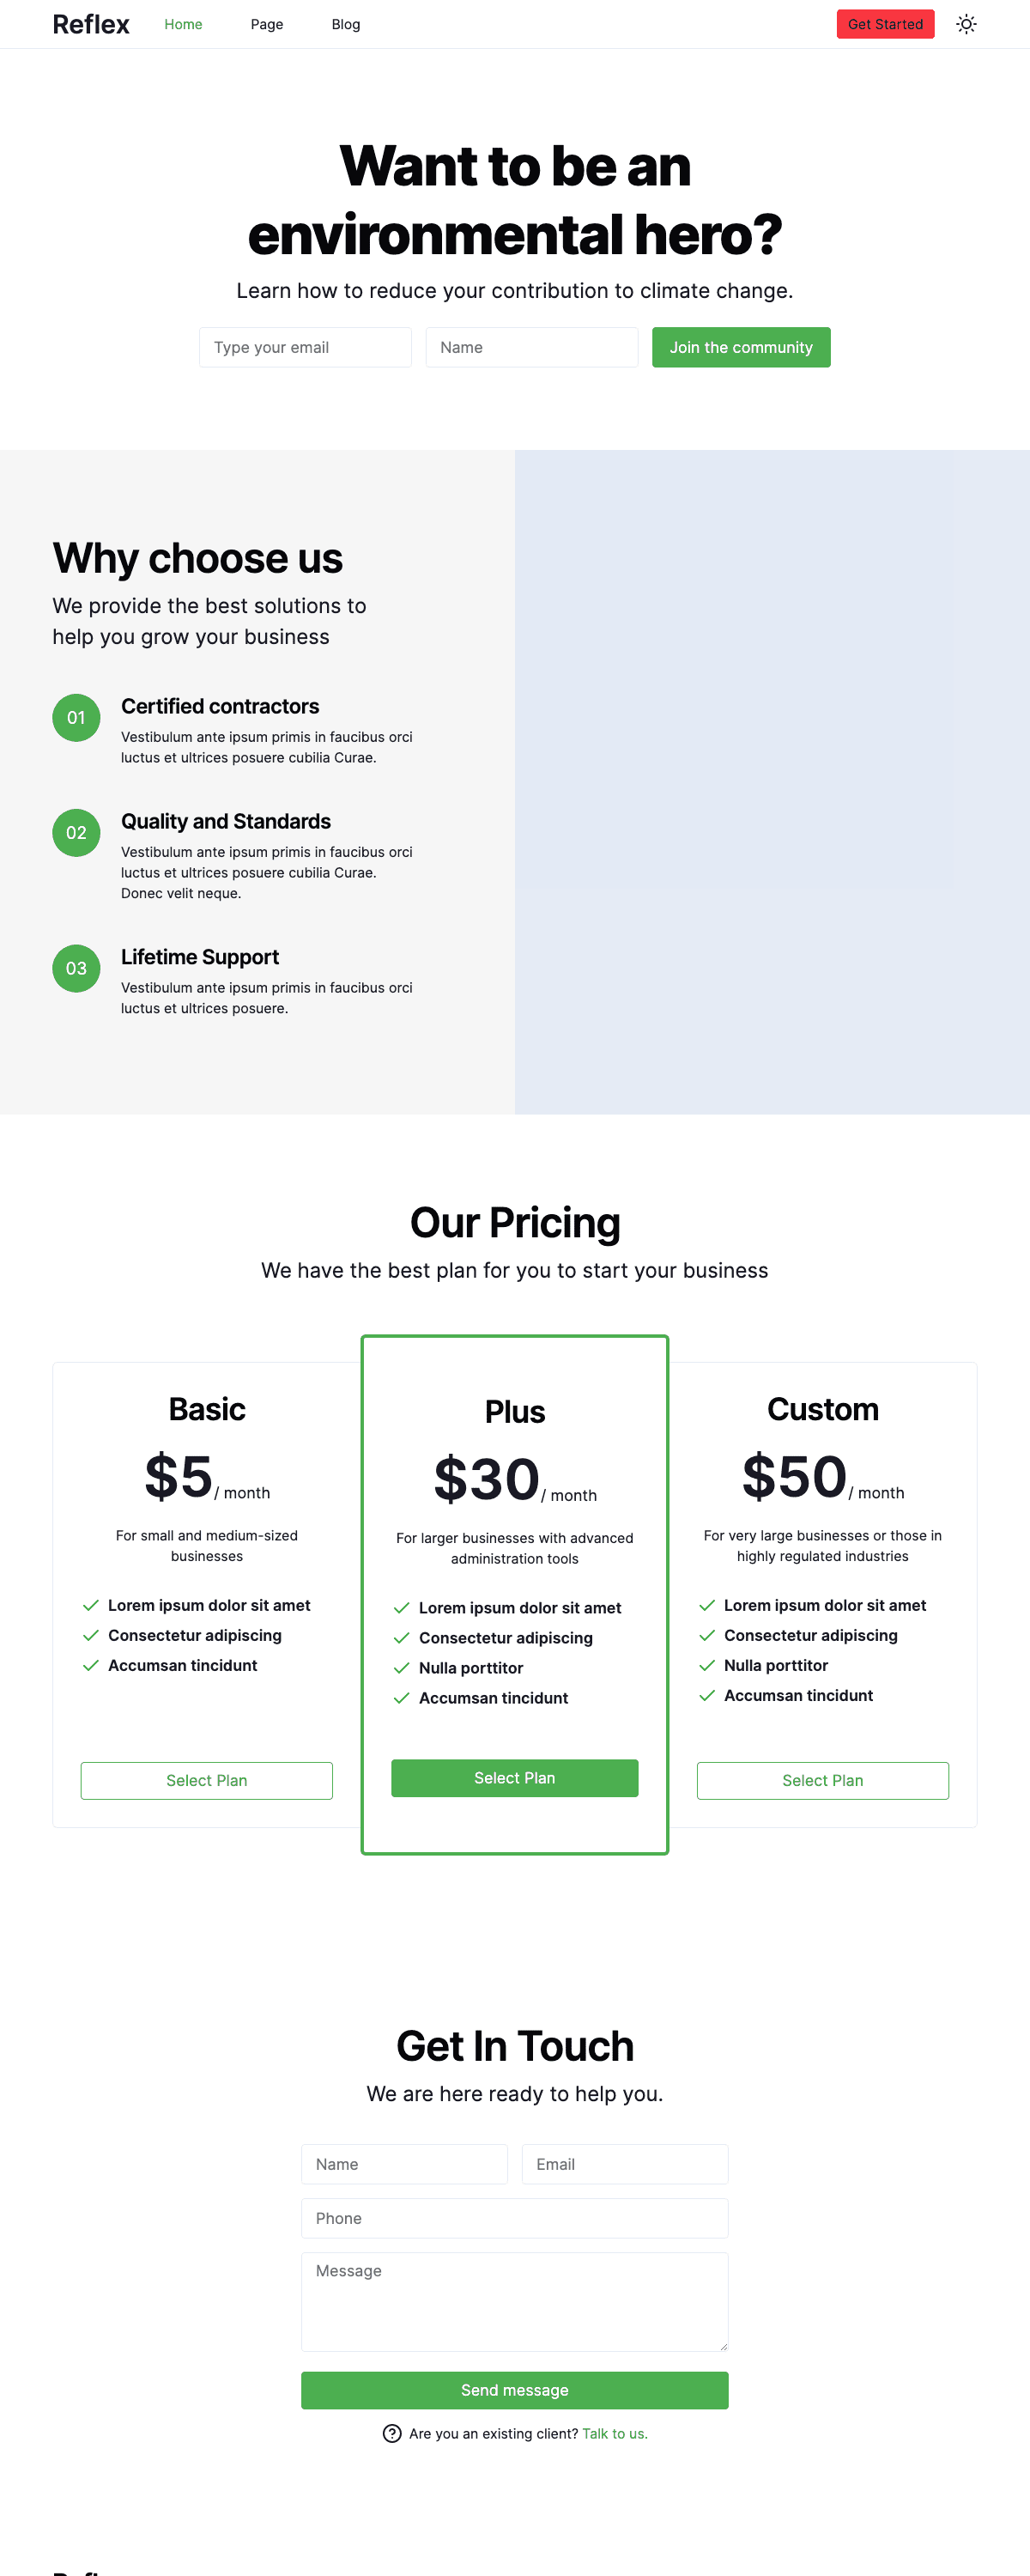 Reflex
Home
Page
Blog
Get Started
Want to be an
environmental hero?
Learn how to reduce your contribution to climate change.
Type your email
Name
Join the community
Why choose us
We provide the best solutions to
help you grow your business
01
Certified contractors
Vestibulum ante ipsum primis in faucibus orci
luctus et ultrices posuere cubilia Curae.
02
Quality and Standards
Vestibulum ante ipsum primis in faucibus orci
luctus et ultrices posuere cubilia Curae.
Donec velit neque.
03
Lifetime Support
Vestibulum ante ipsum primis in faucibus orci
luctus et ultrices posuere.
Our Pricing
We have the best plan for you to start your business
Basic
$5/ month
For small and medium-sized
businesses
Lorem ipsum dolor sit amet
Consectetur adipiscing
Accumsan tincidunt
Select Plan
Plus
$30/ month
For larger businesses with advanced
administration tools
Lorem ipsum dolor sit amet
Consectetur adipiscing
Nulla porttitor
Accumsan tincidunt
Select Plan
Custom
$50/ month
For very large businesses or those in
highly regulated industries
Lorem ipsum dolor sit amet
Consectetur adipiscing
Nulla porttitor
Accumsan tincidunt
Select Plan
Get In Touch
We are here ready to help you.
Name
Email
Phone
Message
Send message
Are you an existing client? Talk to us.